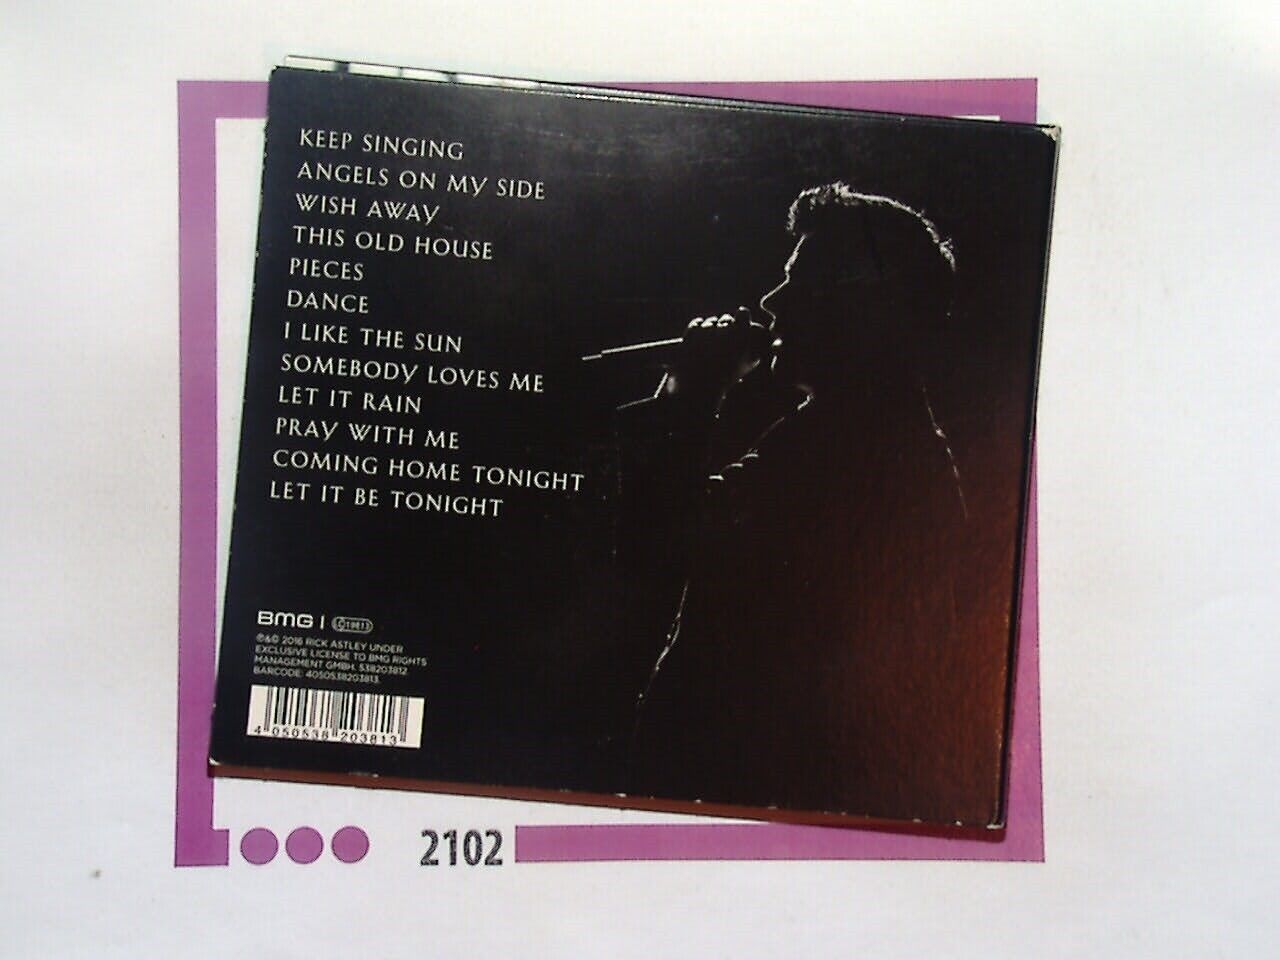 KEEP SINGING
ANGELS ON MY SIDE
WISH AWAY
THIS OLD HOUSE
PIECES
DANCE
I LIKE THE SUN
SOMEBODY LOVES ME
LET IT RAIN
PRAY WITH ME
COMING HOME TONIGHT
LET IT BE TONIGHT
BMG | LC19813
℗&© 2016 RICK ASTLEY UNDER
EXCLUSIVE LICENSE TO BMG RIGHTS
MANAGEMENT GMBH. 538203812.
BARCODE: 4050538203813.
4 050538 203813
2102